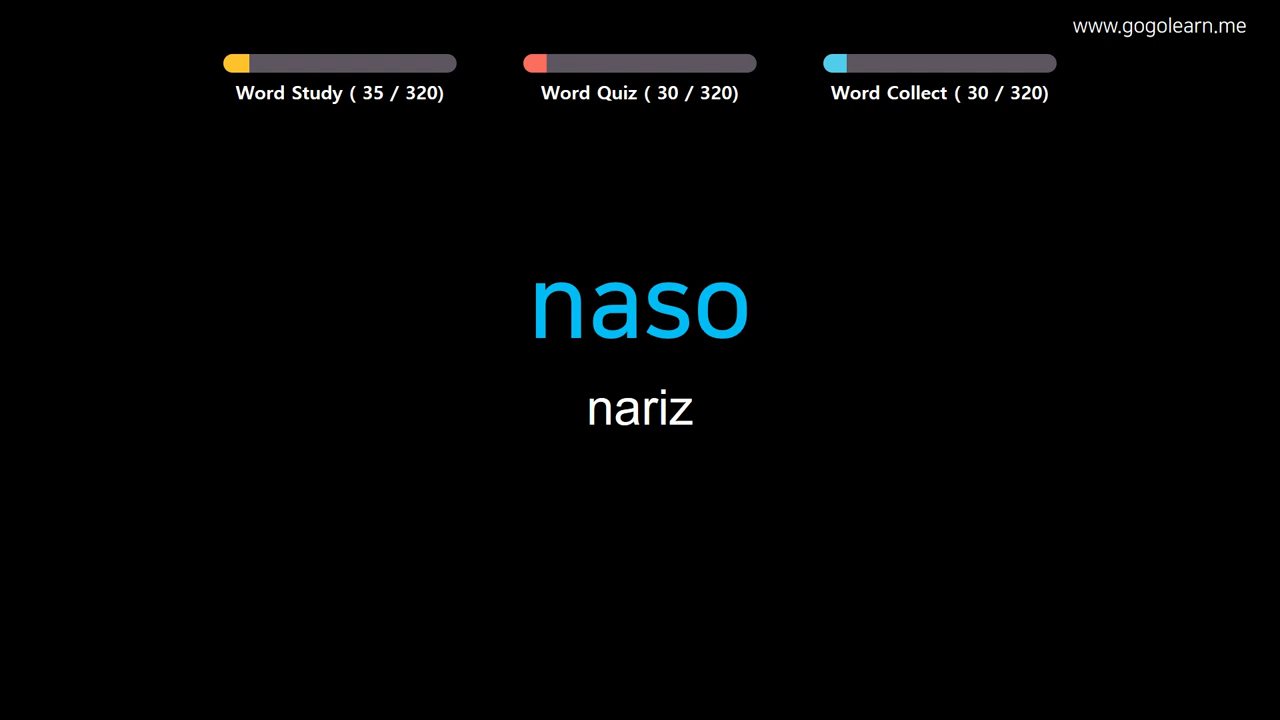 www.gogolearn.me
Word Study ( 35 / 320)
Word Quiz ( 30 / 320)
Word Collect ( 30 / 320)
naso
nariz